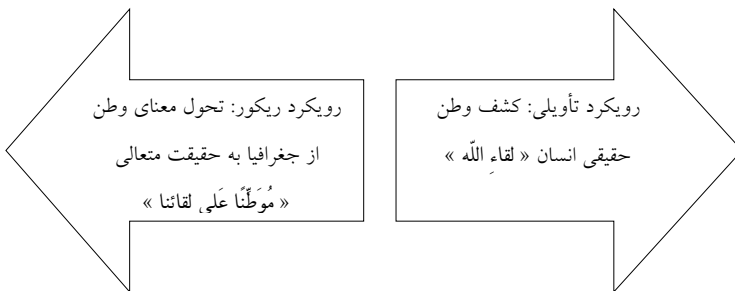 رویکرد تأویلی: کشف وطن
حقیقی انسان « لقاءِ اللّه »
رویکرد ریکور: تحول معنای وطن
از جغرافیا به حقیقت متعالی
« مُوَطِّنًا عَلى لقائنا »